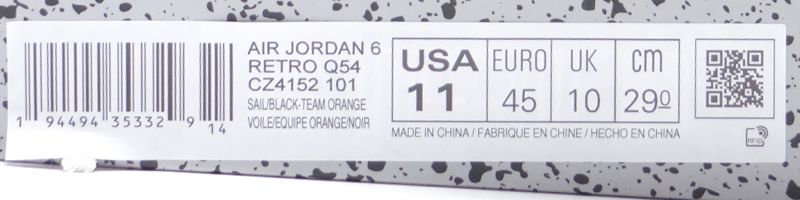 AIR JORDAN 6
RETRO Q54
CZ4152 101
SAIL/BLACK-TEAM ORANGE
VOILE/EQUIPE ORANGE/NOIR
1 94494 35332 9 14
USA EURO UK cm
11 45 10 290
MADE IN CHINA / FABRIQUE EN CHINE / HECHO EN CHINA
RFID